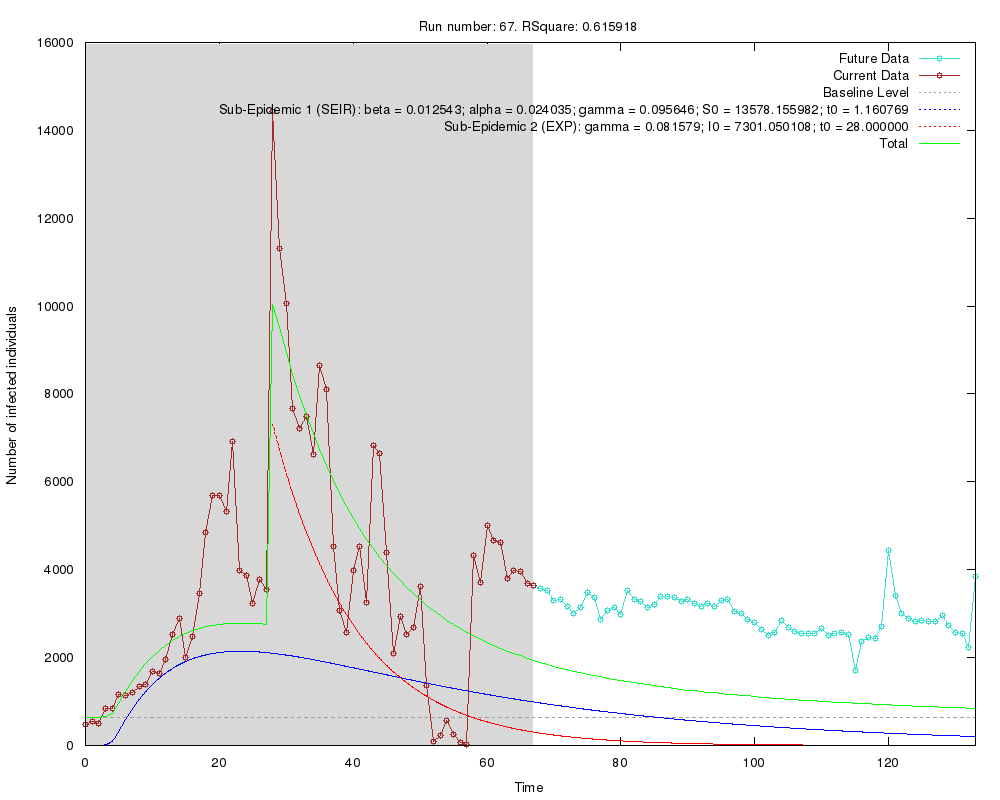 Run number: 67. RSquare: 0.615918
16000
14000
12000
10000
8000
6000
4000
2000
0
Number of infected individuals
Future Data
Current Data
Baseline Level
Sub-Epidemic 1 (SEIR): beta = 0.012543; alpha = 0.024035; gamma = 0.095646; S0 = 13578.155982; t0 = 1.160769
Sub-Epidemic 2 (EXP): gamma = 0.081579; I0 = 7301.050108; t0 = 28.000000
Total
0 20 40 60 80 100 120
Time